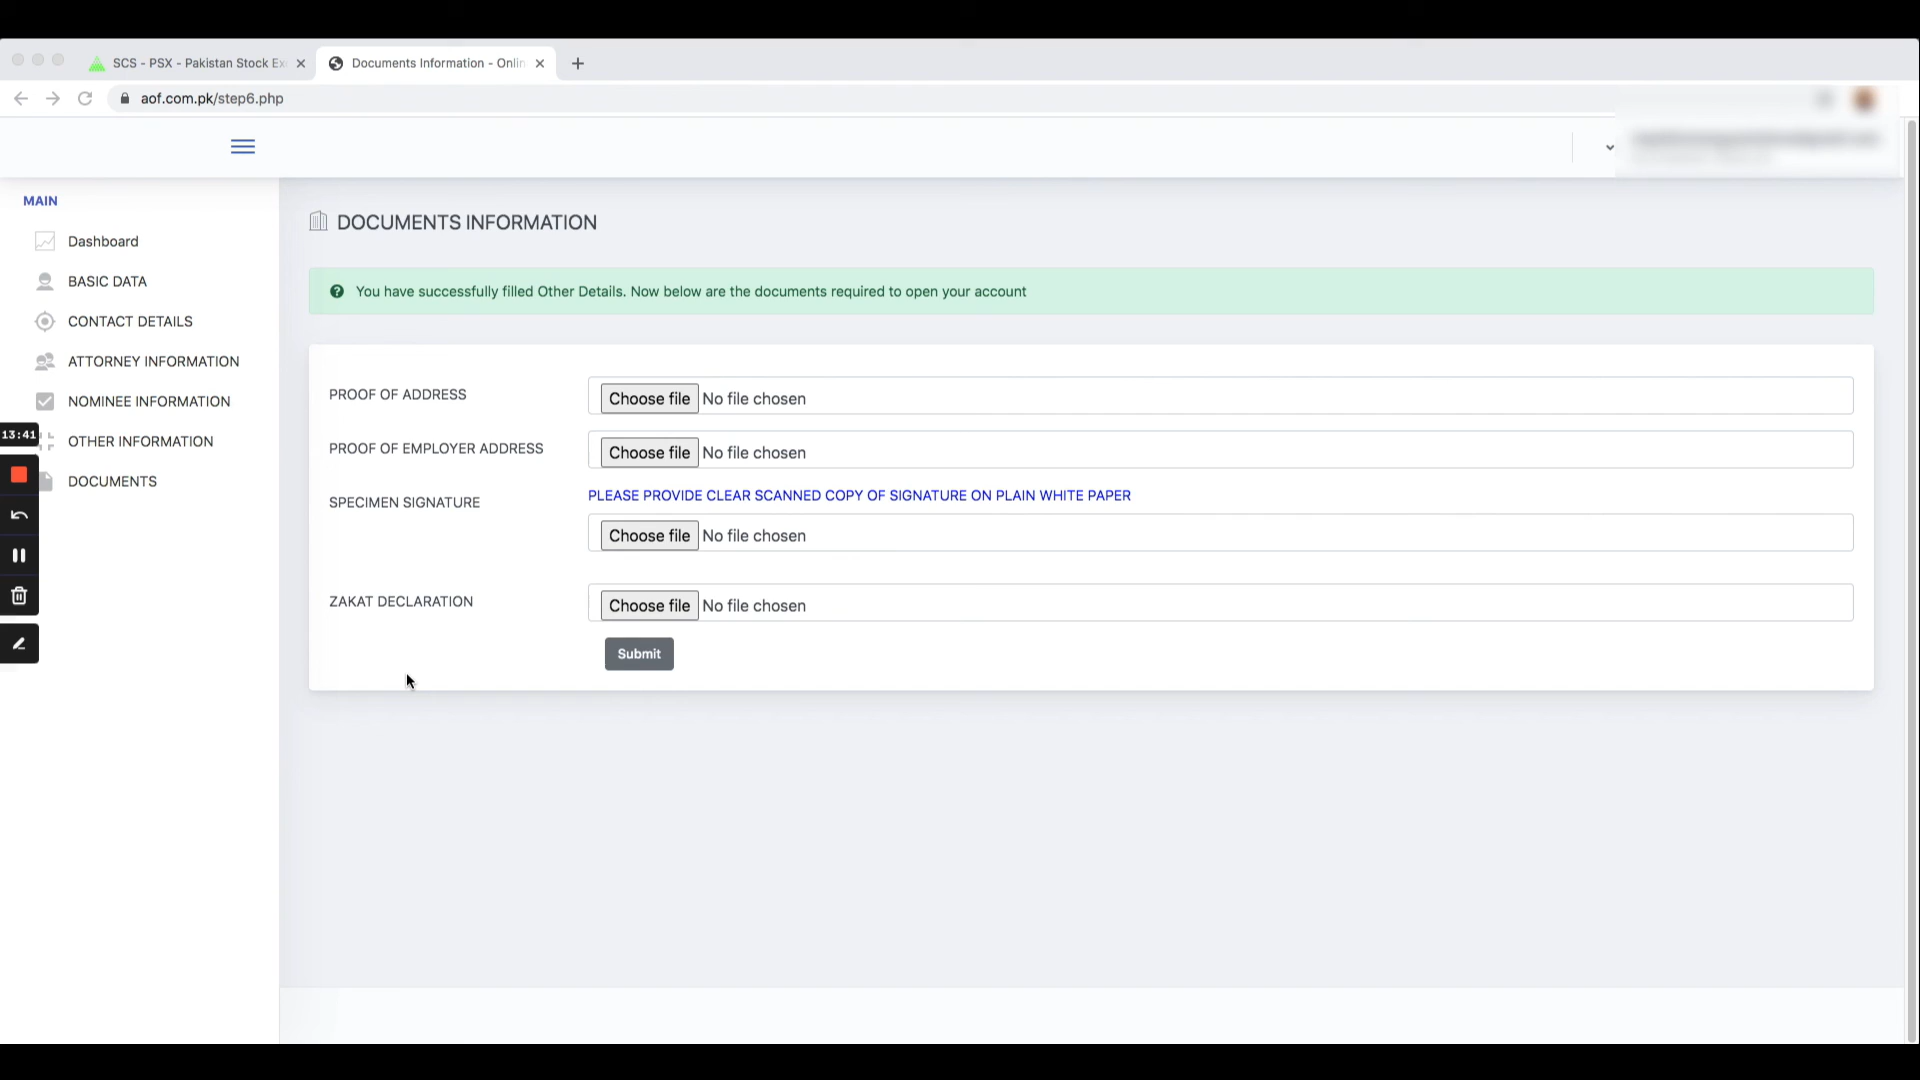 SCS - PSX - Pakistan Stock Ex
Documents Information - Onlin
aof.com.pk/step6.php
MAIN
Dashboard
BASIC DATA
CONTACT DETAILS
ATTORNEY INFORMATION
NOMINEE INFORMATION
OTHER INFORMATION
DOCUMENTS
13:41
DOCUMENTS INFORMATION
You have successfully filled Other Details. Now below are the documents required to open your account
PROOF OF ADDRESS
Choose file No file chosen
PROOF OF EMPLOYER ADDRESS
Choose file No file chosen
SPECIMEN SIGNATURE
PLEASE PROVIDE CLEAR SCANNED COPY OF SIGNATURE ON PLAIN WHITE PAPER
Choose file No file chosen
ZAKAT DECLARATION
Choose file No file chosen
Submit